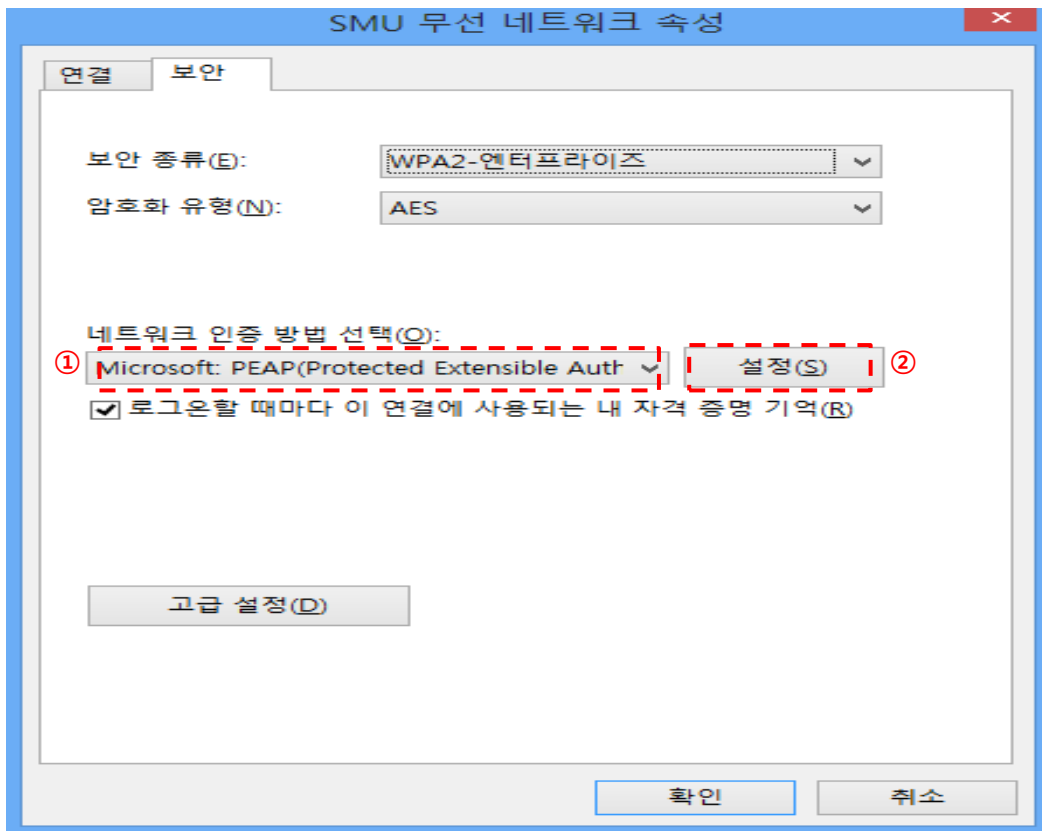 SMU 무선 네트워크 속성
연결 보안
보안 종류(E): WPA2-엔터프라이즈
암호화 유형(N): AES
네트워크 인증 방법 선택(O):
① Microsoft: PEAP(Protected Extensible Auth 설정(S) ②
로그온할 때마다 이 연결에 사용되는 내 자격 증명 기억(R)
고급 설정(D)
확인 취소